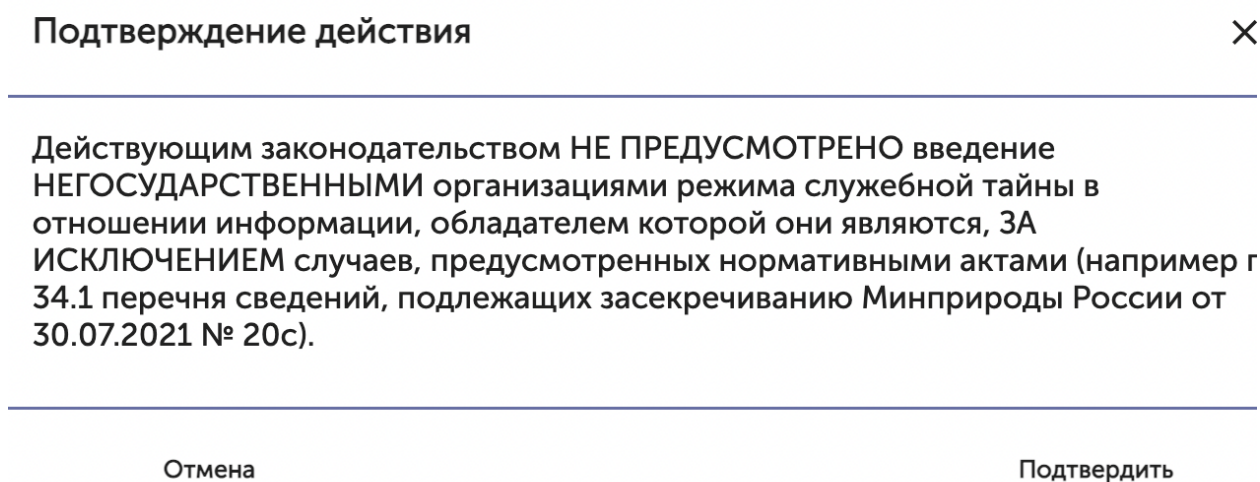 Подтверждение действия
Действующим законодательством НЕ ПРЕДУСМОТРЕНО введение
НЕГОСУДАРСТВЕННЫМИ организациями режима служебной тайны в
отношении информации, обладателем которой они являются, ЗА
ИСКЛЮЧЕНИЕМ случаев, предусмотренных нормативными актами (например
34.1 перечня сведений, подлежащих засекречиванию Минприроды России от
30.07.2021 № 20с).
Отмена Подтвердить